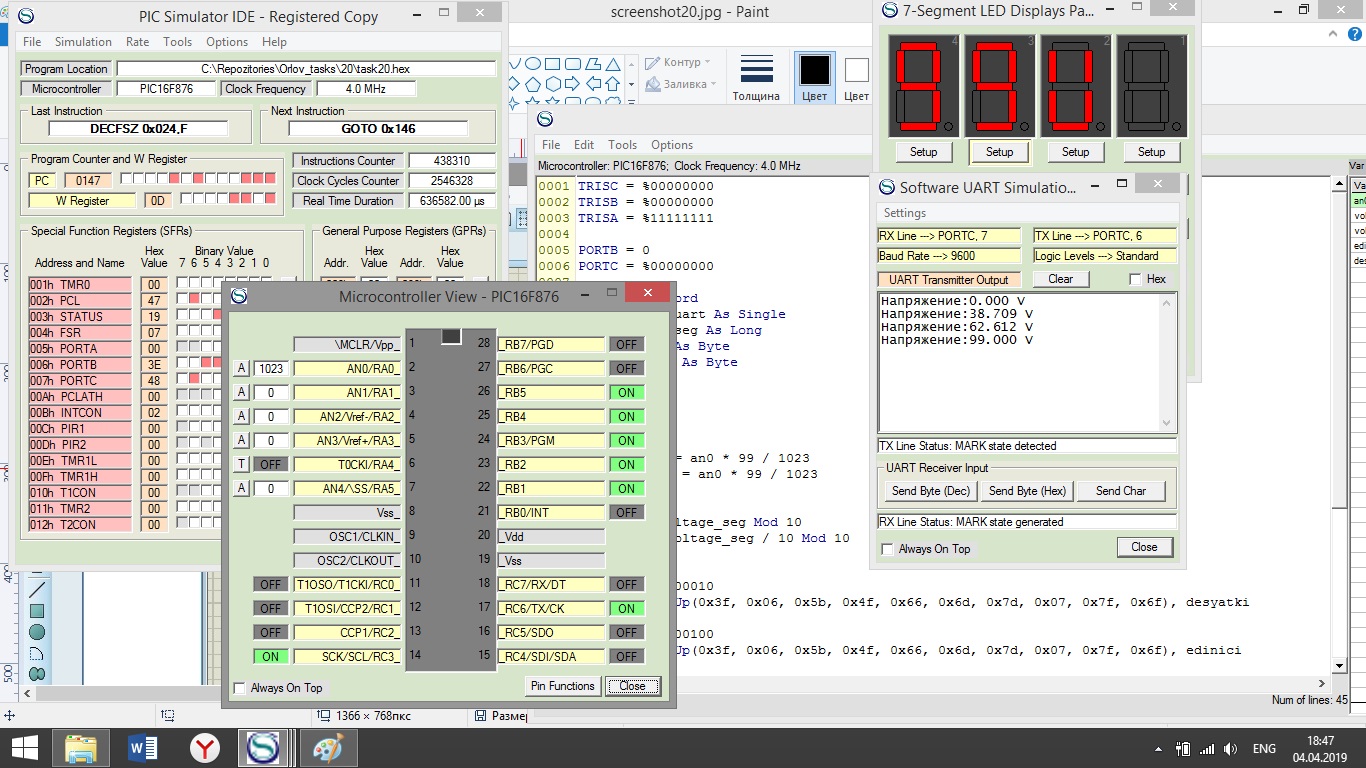 PIC Simulator IDE - Registered Copy
File Simulation Rate Tools Options Help
Program Location C:\Repozitories\Orlov_tasks\20\task20.hex
Microcontroller PIC16F876 Clock Frequency 4.0 MHz
Last Instruction
DECFSZ 0x024,F
Next Instruction
GOTO 0x146
Program Counter and W Register
PC 0147
W Register 0D
Instructions Counter 438310
Clock Cycles Counter 2546328
Real Time Duration 636582.00 µs
Special Function Registers (SFRs)
Address and Name Hex Value Binary Value 7 6 5 4 3 2 1 0
001h TMR0 00
002h PCL 47
003h STATUS 19
004h FSR 07
005h PORTA 00
006h PORTB 3E
007h PORTC 48
00Ah PCLATH 00
00Bh INTCON 02
00Ch PIR1 00
00Dh PIR2 00
00Eh TMR1L 00
00Fh TMR1H 00
010h T1CON 00
011h TMR2 00
012h T2CON 00
General Purpose Registers (GPRs)
Addr. Hex Value Addr. Hex Value
screenshot20.jpg - Paint
Контур
Заливка
Толщина
Цвет
Цвет
File Edit Tools Options
Microcontroller: PIC16F876; Clock Frequency: 4.0 MHz
0001 TRISC = %00000000
0002 TRISB = %00000000
0003 TRISA = %11111111
0004
0005 PORTB = 0
0006 PORTC = %00000000
ord
uart As Single
seg As Long
As Byte
As Byte
= an0 * 99 / 1023
= an0 * 99 / 1023
oltage_seg Mod 10
oltage_seg / 10 Mod 10
00010
Up(0x3f, 0x06, 0x5b, 0x4f, 0x66, 0x6d, 0x7d, 0x07, 0x7f, 0x6f), desyatki
00100
Up(0x3f, 0x06, 0x5b, 0x4f, 0x66, 0x6d, 0x7d, 0x07, 0x7f, 0x6f), edinici
Num of lines: 45
7-Segment LED Displays Pa...
4 3 2 1
Setup Setup Setup Setup
Software UART Simulatio...
Settings
RX Line ---> PORTC, 7 TX Line ---> PORTC, 6
Baud Rate ---> 9600 Logic Levels ---> Standard
UART Transmitter Output Clear Hex
Напряжение:0.000 V
Напряжение:38.709 V
Напряжение:62.612 V
Напряжение:99.000 V
TX Line Status: MARK state detected
UART Receiver Input
Send Byte (Dec) Send Byte (Hex) Send Char
RX Line Status: MARK state generated
Always On Top Close
Var
Va
an0
vol
vol
edi
des
Microcontroller View - PIC16F876
\MCLR/Vpp_ 1 28 _RB7/PGD OFF
A 1023 AN0/RA0_ 2 27 _RB6/PGC OFF
A 0 AN1/RA1_ 3 26 _RB5 ON
A 0 AN2/Vref-/RA2_ 4 25 _RB4 ON
A 0 AN3/Vref+/RA3_ 5 24 _RB3/PGM ON
T OFF T0CKI/RA4_ 6 23 _RB2 ON
A 0 AN4/\SS/RA5_ 7 22 _RB1 ON
Vss_ 8 21 _RB0/INT OFF
OSC1/CLKIN_ 9 20 _Vdd
OSC2/CLKOUT_ 10 19 _Vss
OFF T1OSO/T1CKI/RC0_ 11 18 _RC7/RX/DT OFF
OFF T1OSI/CCP2/RC1_ 12 17 _RC6/TX/CK ON
OFF CCP1/RC2_ 13 16 _RC5/SDO OFF
ON SCK/SCL/RC3_ 14 15 _RC4/SDI/SDA OFF
Always On Top Pin Functions Close
1366 × 768пкс
Размер
ENG
18:47
04.04.2019